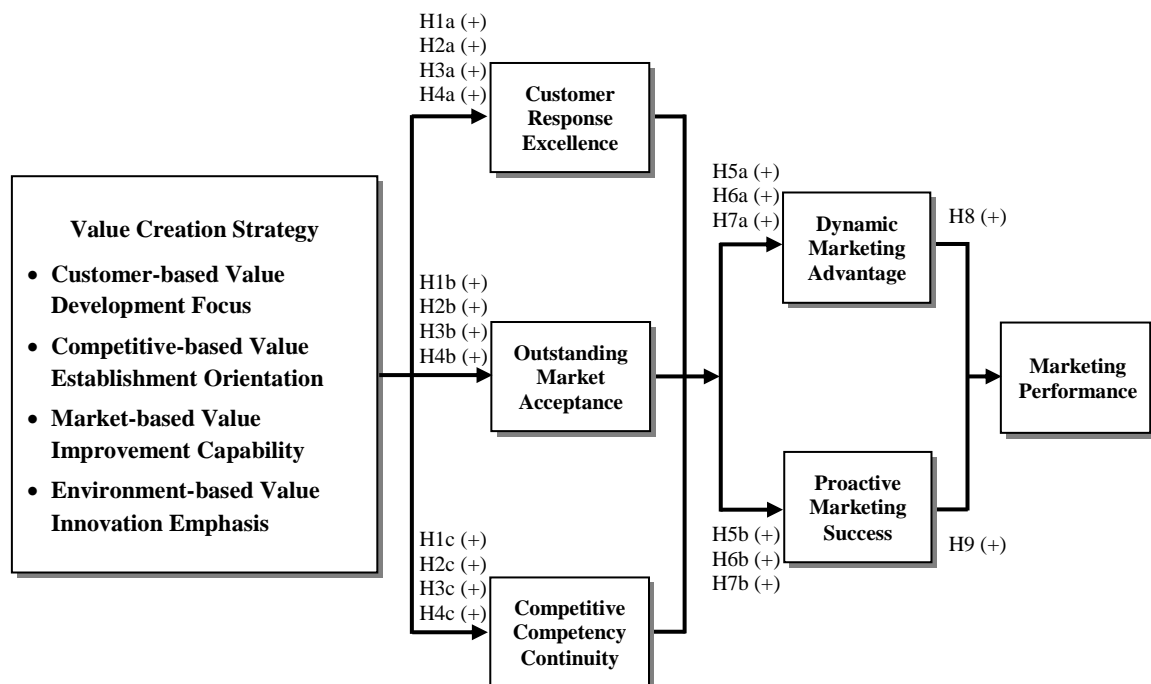 H1a (+)
H2a (+)
H3a (+)
H4a (+)
Customer
Response
Excellence
Value Creation Strategy
• Customer-based Value
Development Focus
• Competitive-based Value
Establishment Orientation
• Market-based Value
Improvement Capability
• Environment-based Value
Innovation Emphasis
H1b (+)
H2b (+)
H3b (+)
H4b (+)
Outstanding
Market
Acceptance
H1c (+)
H2c (+)
H3c (+)
H4c (+)
Competitive
Competency
Continuity
H5a (+)
H6a (+)
H7a (+)
Dynamic
Marketing
Advantage
H8 (+)
Proactive
Marketing
Success
H5b (+)
H6b (+)
H7b (+)
H9 (+)
Marketing
Performance